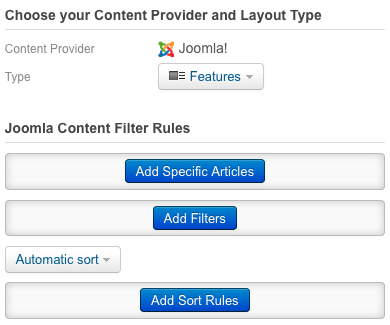 Choose your Content Provider and Layout Type
Content Provider Joomla!
Type Features
Joomla Content Filter Rules
Add Specific Articles
Add Filters
Automatic sort
Add Sort Rules